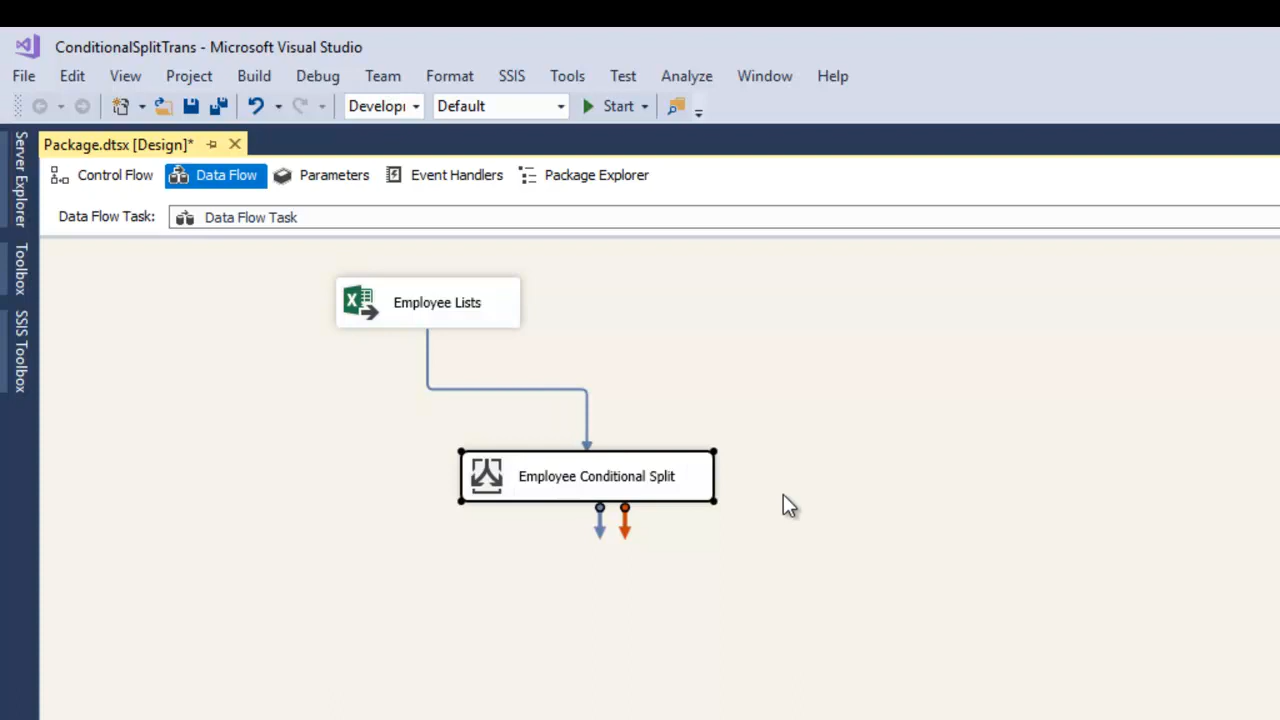 ConditionalSplitTrans - Microsoft Visual Studio
File Edit View Project Build Debug Team Format SSIS Tools Test Analyze Window Help
Default Start
Package.dtsx [Design]*
Control Flow Data Flow Parameters Event Handlers Package Explorer
Data Flow Task: Data Flow Task
Server Explorer
Toolbox
SSIS Toolbox
Employee Lists
Employee Conditional Split